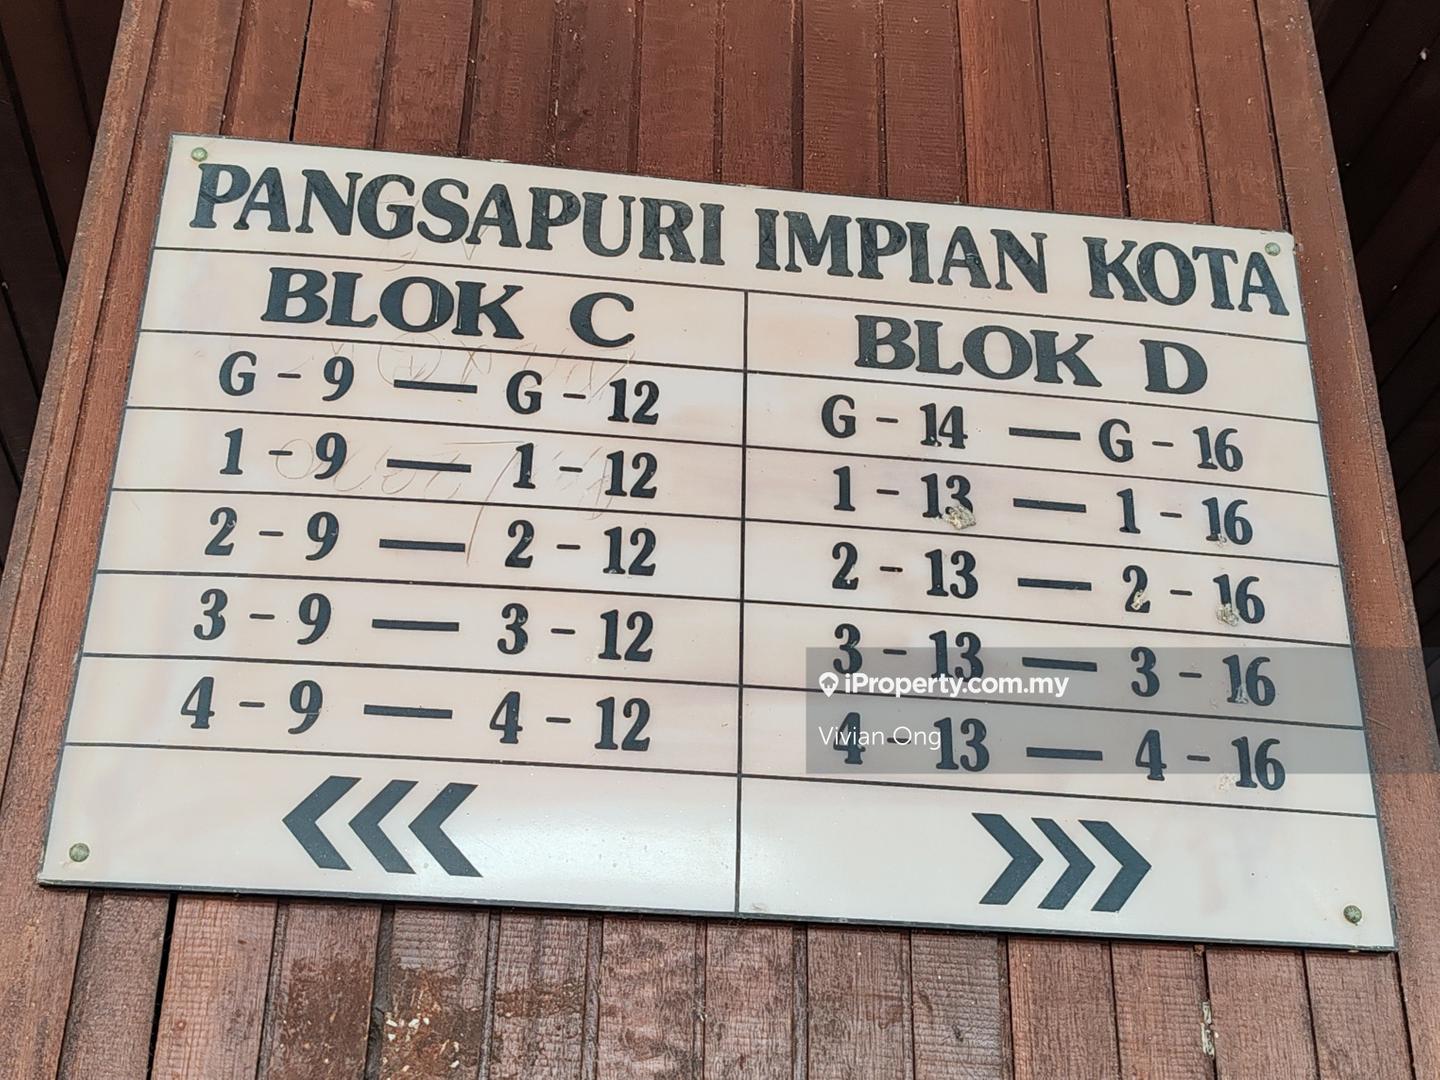 PANGSAPURI IMPIAN KOTA
BLOK C
G - 9 — G - 12
1 - 9 — 1 - 12
2 - 9 — 2 - 12
3 - 9 — 3 - 12
4 - 9 — 4 - 12
<<<
BLOK D
G - 14 — G - 16
1 - 13 — 1 - 16
2 - 13 — 2 - 16
3 - 13 — 3 - 16
4 - 13 — 4 - 16
>>>
iProperty.com.my
Vivian Ong